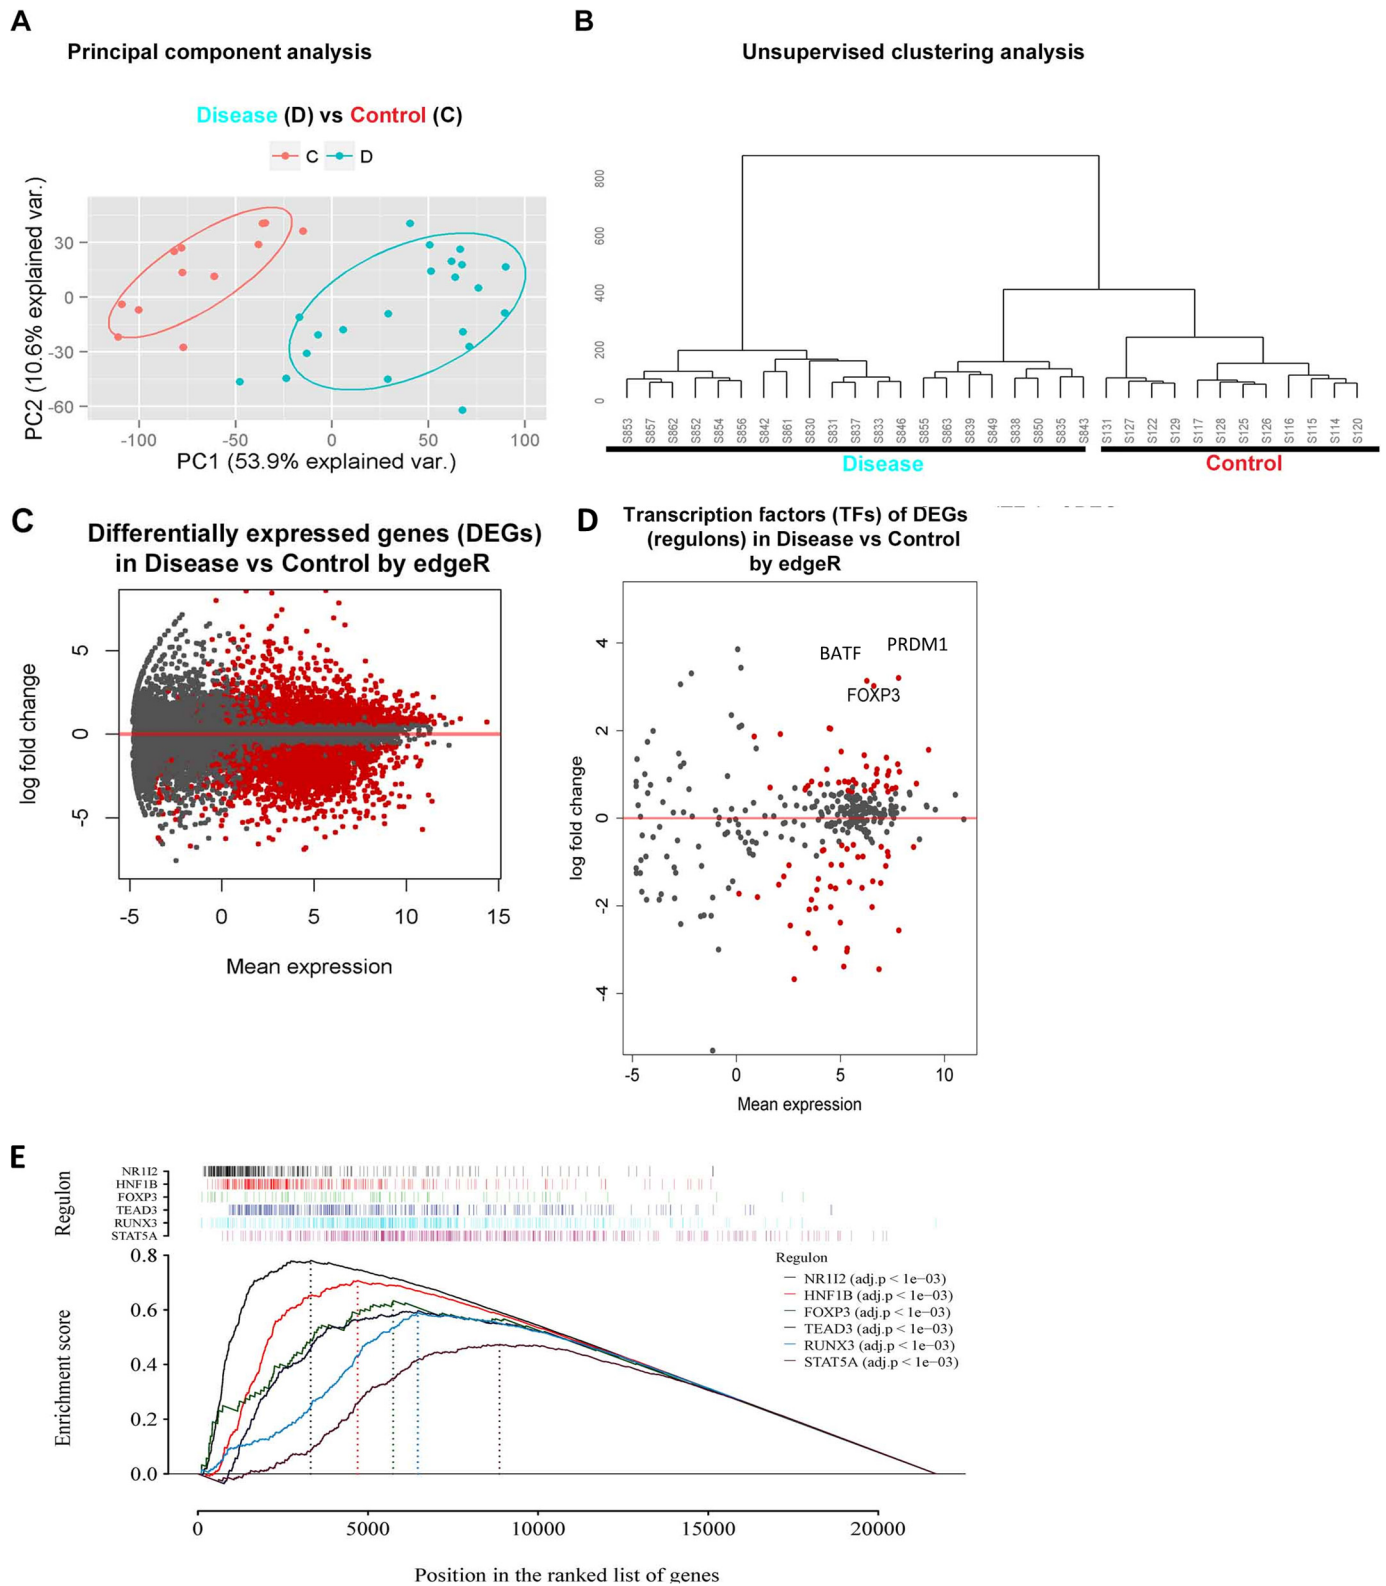 A
Principal component analysis
Disease (D) vs Control (C)
C D
PC2 (10.6% explained var.)
30
0
-30
-60
-100 -50 0 50 100
PC1 (53.9% explained var.)
B
Unsupervised clustering analysis
800
600
400
200
0
S853 S857 S862 S852 S854 S856 S842 S861 S830 S831 S837 S833 S846 S855 S863 S839 S849 S838 S850 S835 S843 S131 S127 S122 S129 S117 S128 S125 S126 S116 S115 S114 S120
Disease Control
C
Differentially expressed genes (DEGs)
in Disease vs Control by edgeR
log fold change
5
0
-5
-5 0 5 10 15
Mean expression
D
Transcription factors (TFs) of DEGs
(regulons) in Disease vs Control
by edgeR
log fold change
4
2
0
-2
-4
BATF
PRDM1
FOXP3
-5 0 5 10
Mean expression
E
Regulon
NR1I2
HNF1B
FOXP3
TEAD3
RUNX3
STAT5A
Enrichment score
0.8
0.6
0.4
0.2
0.0
Regulon
NR1I2 (adj.p < 1e−03)
HNF1B (adj.p < 1e−03)
FOXP3 (adj.p < 1e−03)
TEAD3 (adj.p < 1e−03)
RUNX3 (adj.p < 1e−03)
STAT5A (adj.p < 1e−03)
0 5000 10000 15000 20000
Position in the ranked list of genes